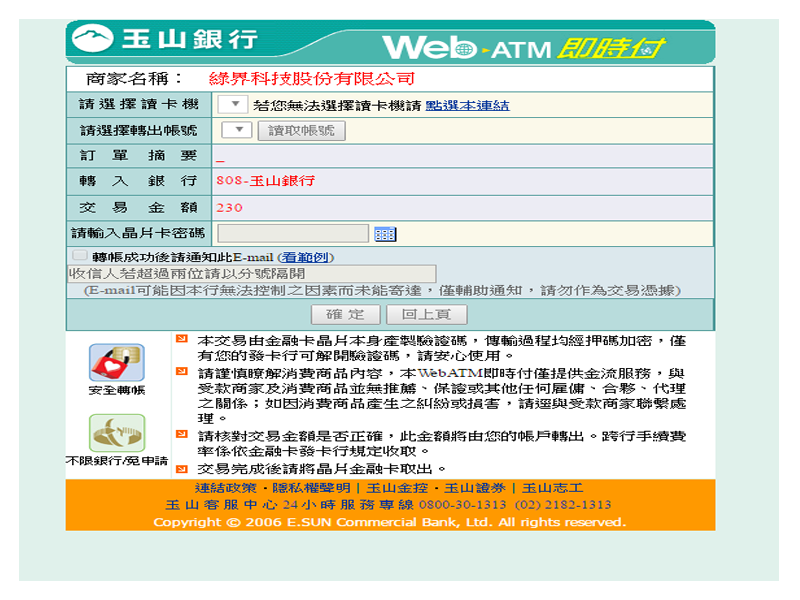 玉山銀行
Web ATM 即時付
商家名稱： 綠界科技股份有限公司
請選擇讀卡機 若您無法選擇讀卡機請 點選本連結
請選擇轉出帳號 讀取帳號
訂單摘要 _
轉入銀行 808-玉山銀行
交易金額 230
請輸入晶片卡密碼
轉帳成功後請通知此E-mail (看範例)
收信人若超過兩位請以分號隔開
(E-mail可能因本行無法控制之因素而未能寄達，僅輔助通知，請勿作為交易憑據)
確定 回上頁
安全轉帳
不限銀行/免申請
本交易由金融卡晶片本身產製驗證碼，傳輸過程均經押碼加密，僅
有您的發卡行可解開驗證碼，請安心使用。
請謹慎瞭解消費商品內容，本WebATM即時付僅提供金流服務，與
受款商家及消費商品並無推薦、保證或其他任何雇傭、合夥、代理
之關係；如因消費商品產生之糾紛或損害，請逕與受款商家聯繫處
理。
請核對交易金額是否正確，此金額將由您的帳戶轉出。跨行手續費
率係依金融卡發卡行規定收取。
交易完成後請將晶片金融卡取出。
連結政策‧隱私權聲明 | 玉山金控‧玉山證券 | 玉山志工
玉山客服中心24小時服務專線 0800-30-1313 (02) 2182-1313
Copyright © 2006 E.SUN Commercial Bank, Ltd. All rights reserved.